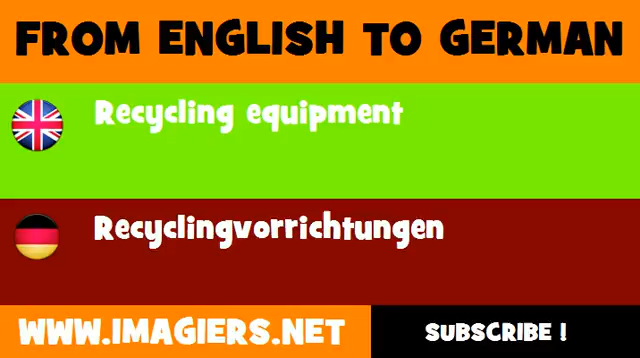 FROM ENGLISH TO GERMAN
Recycling equipment
Recyclingvorrichtungen
WWW.IMAGIERS.NET
SUBSCRIBE !